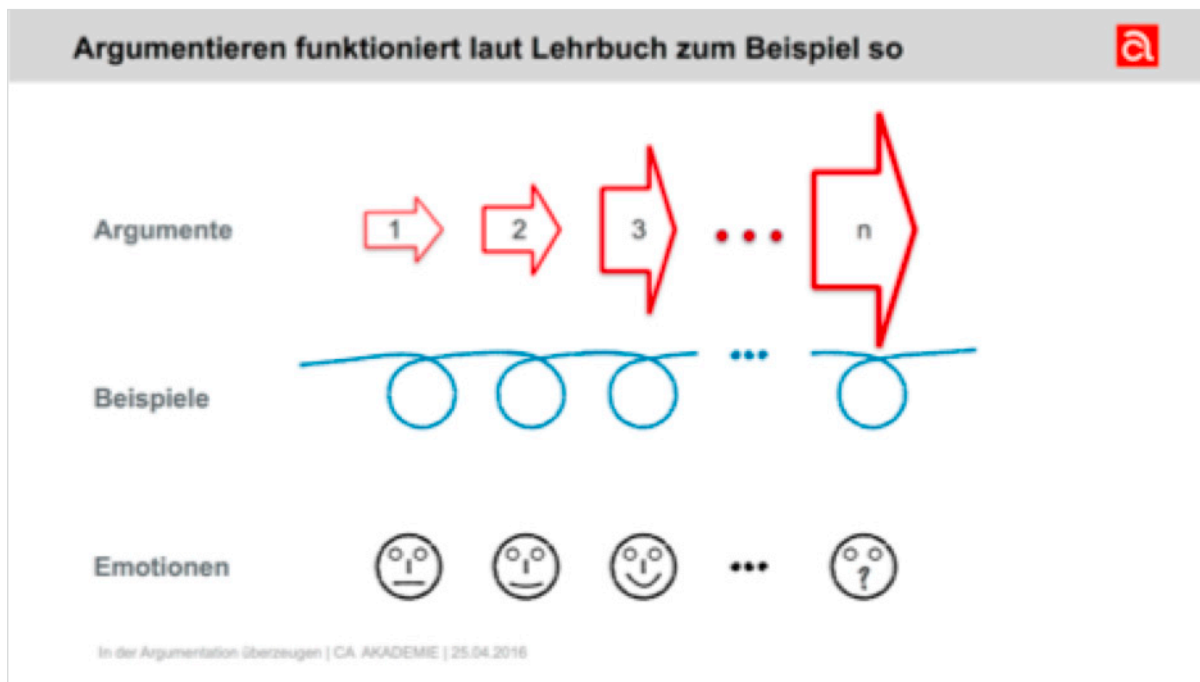 Argumentieren funktioniert laut Lehrbuch zum Beispiel so
ca
Argumente
1 2 3 ... n
Beispiele
...
Emotionen
... ?
In der Argumentation überzeugen | CA AKADEMIE | 25.04.2016